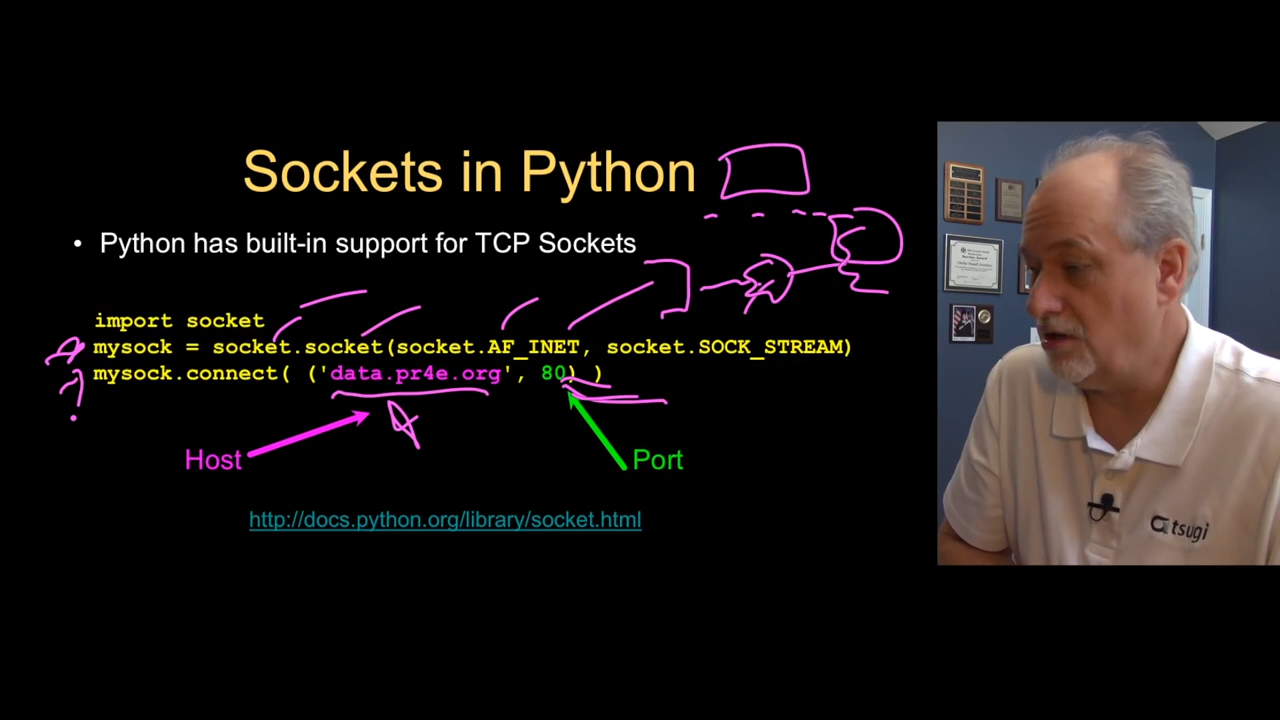 Sockets in Python
• Python has built-in support for TCP Sockets
import socket
mysock = socket.socket(socket.AF_INET, socket.SOCK_STREAM)
mysock.connect( ('data.pr4e.org', 80) )
?
Host
Port
http://docs.python.org/library/socket.html
tsugi